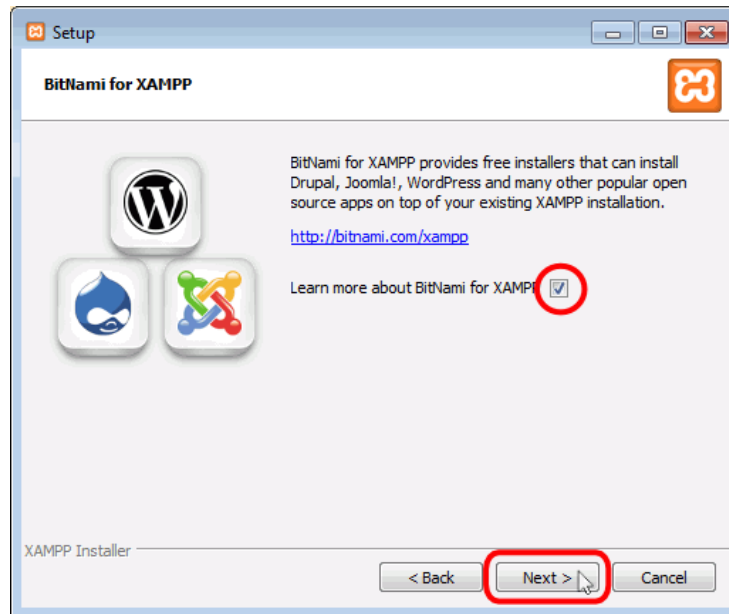 Setup
BitNami for XAMPP
BitNami for XAMPP provides free installers that can install
Drupal, Joomla!, WordPress and many other popular open
source apps on top of your existing XAMPP installation.
http://bitnami.com/xampp
Learn more about BitNami for XAMPP
XAMPP Installer
< Back
Next >
Cancel